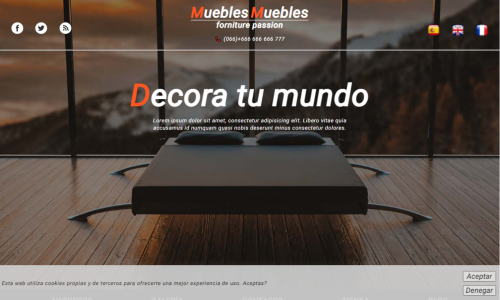 Muebles Muebles
forniture passion
(066)+666 666 666 777
Decora tu mundo
Lorem ipsum dolor sit amet, consectetur adipisicing elit. Libero vitae quia
accusamus id numquam quasi nobis deserunt minus consectetur dolores.
Aceptar
Esta web utiliza cookies propias y de terceros para ofrecerte una mejor experiencia de uso. Aceptas?
Denegar